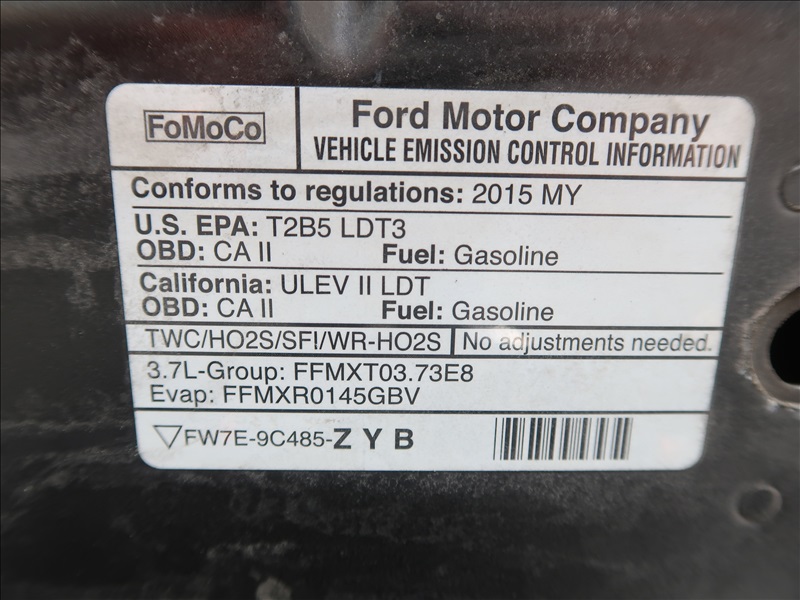 FoMoCo
Ford Motor Company
VEHICLE EMISSION CONTROL INFORMATION
Conforms to regulations: 2015 MY
U.S. EPA: T2B5 LDT3
OBD: CA II Fuel: Gasoline
California: ULEV II LDT
OBD: CA II Fuel: Gasoline
TWC/HO2S/SFI/WR-HO2S No adjustments needed.
3.7L-Group: FFMXT03.73E8
Evap: FFMXR0145GBV
FW7E-9C485-Z Y B